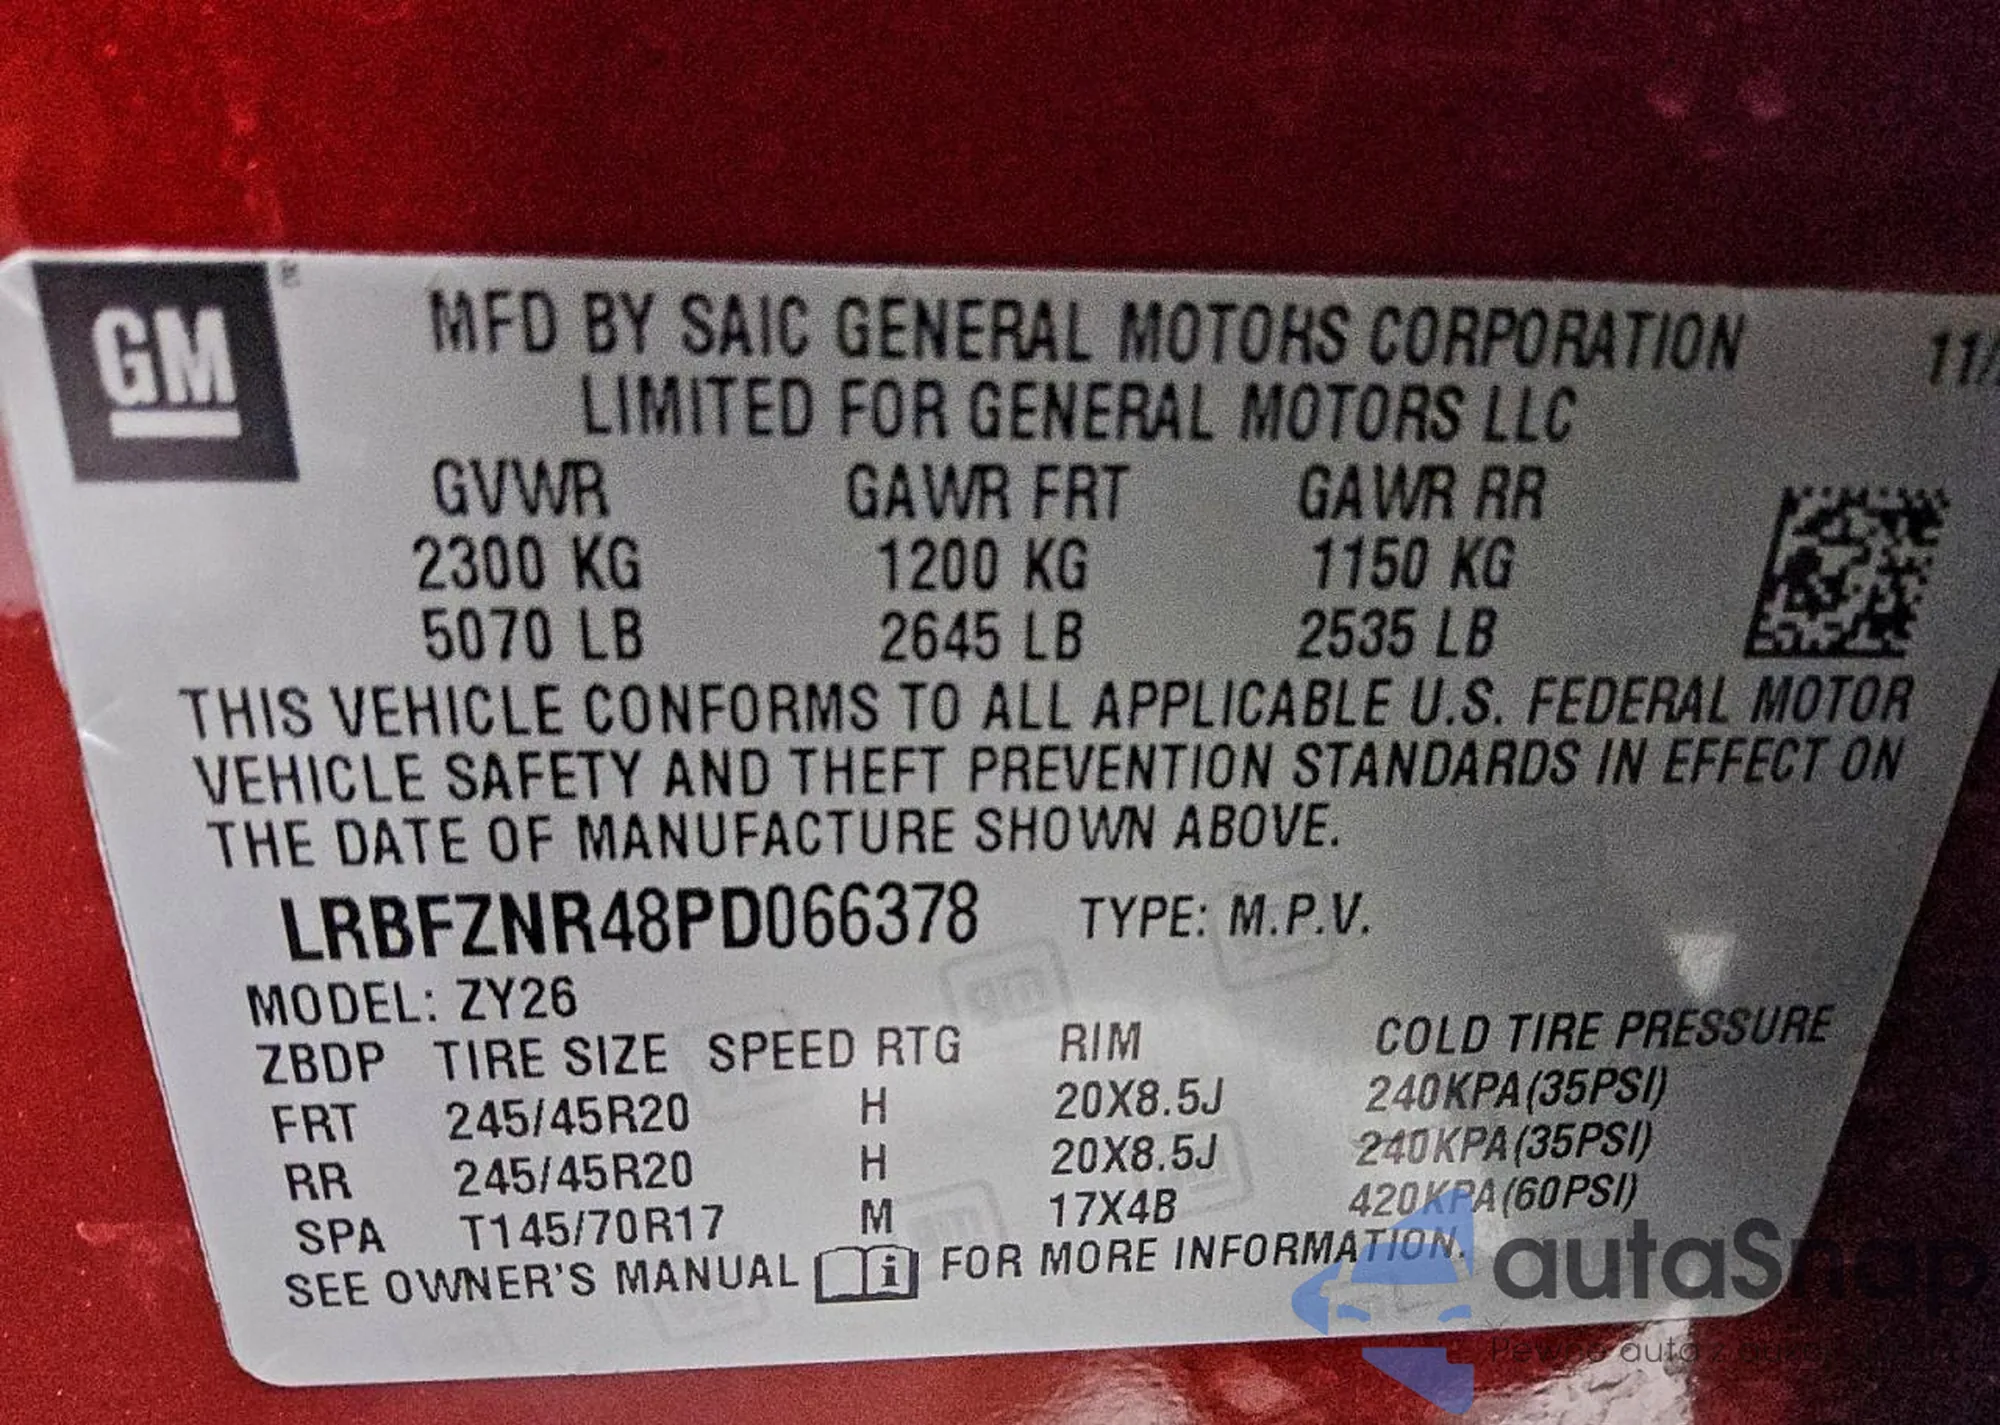 GM
MFD BY SAIC GENERAL MOTORS CORPORATION 11/
LIMITED FOR GENERAL MOTORS LLC
GVWR GAWR FRT GAWR RR
2300 KG 1200 KG 1150 KG
5070 LB 2645 LB 2535 LB
THIS VEHICLE CONFORMS TO ALL APPLICABLE U.S. FEDERAL MOTOR
VEHICLE SAFETY AND THEFT PREVENTION STANDARDS IN EFFECT ON
THE DATE OF MANUFACTURE SHOWN ABOVE.
LRBFZNR48PD066378 TYPE: M.P.V.
MODEL: ZY26
ZBDP TIRE SIZE SPEED RTG RIM COLD TIRE PRESSURE
FRT 245/45R20 H 20X8.5J 240KPA(35PSI)
RR 245/45R20 H 20X8.5J 240KPA(35PSI)
SPA T145/70R17 M 17X4B 420KPA(60PSI)
SEE OWNER'S MANUAL i FOR MORE INFORMATION.
autaSnap
Pewne auta z